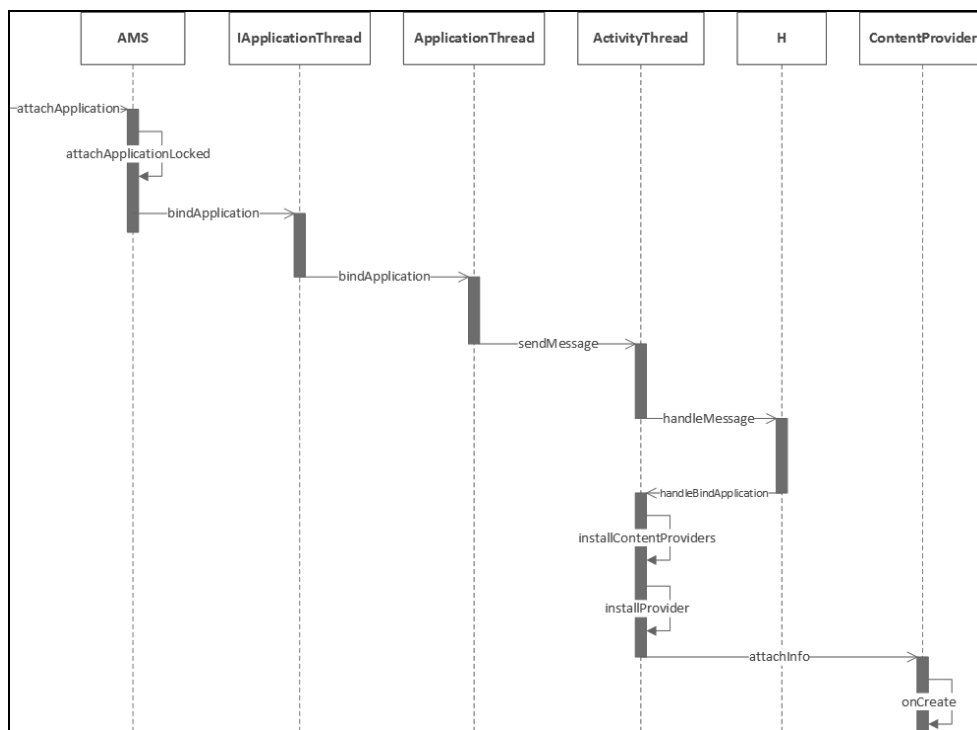 AMS
IApplicationThread
ApplicationThread
ActivityThread
H
ContentProvider
attachApplication
attachApplicationLocked
bindApplication
bindApplication
sendMessage
handleMessage
handleBindApplication
installContentProviders
installProvider
attachInfo
onCreate